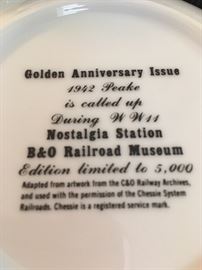 Golden Anniversary Issue
1942 Peake
is called up
During WW11
Nostalgia Station
B&O Railroad Museum
Edition limited to 5,000
Adapted from artwork from the C&O Railway Archives,
and used with the permission of the Chessie System
Railroads. Chessie is a registered service mark.